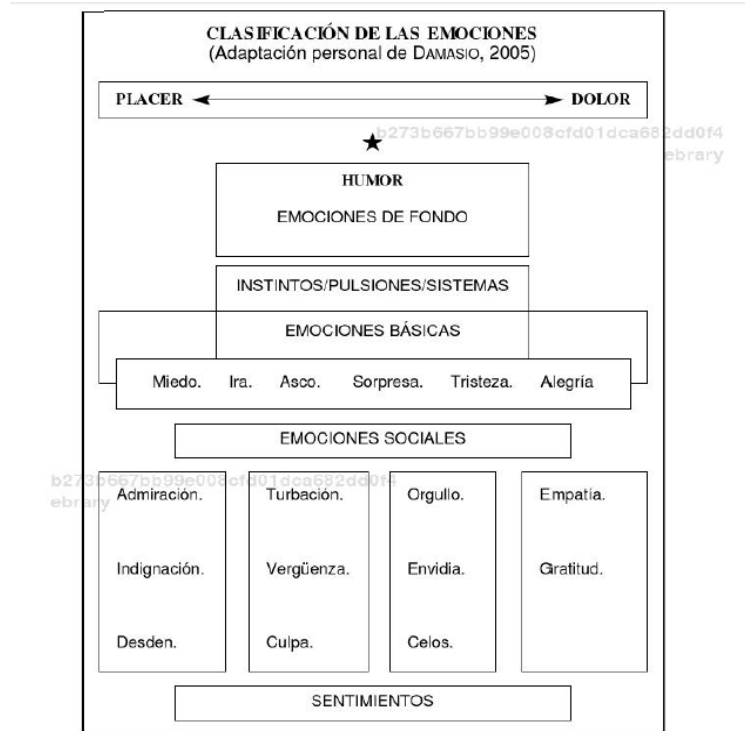 CLASIFICACIÓN DE LAS EMOCIONES
(Adaptación personal de DAMASIO, 2005)
PLACER DOLOR
b273b667bb99e008cfd01dca682dd0f4
ebrary
HUMOR
EMOCIONES DE FONDO
INSTINTOS/PULSIONES/SISTEMAS
EMOCIONES BÁSICAS
Miedo. Ira. Asco. Sorpresa. Tristeza. Alegría
EMOCIONES SOCIALES
b273b667bb99e008cfd01dca682dd0f4
ebrary
Admiración. Turbación. Orgullo. Empatía.
Indignación. Vergüenza. Envidia. Gratitud.
Desden. Culpa. Celos.
SENTIMIENTOS